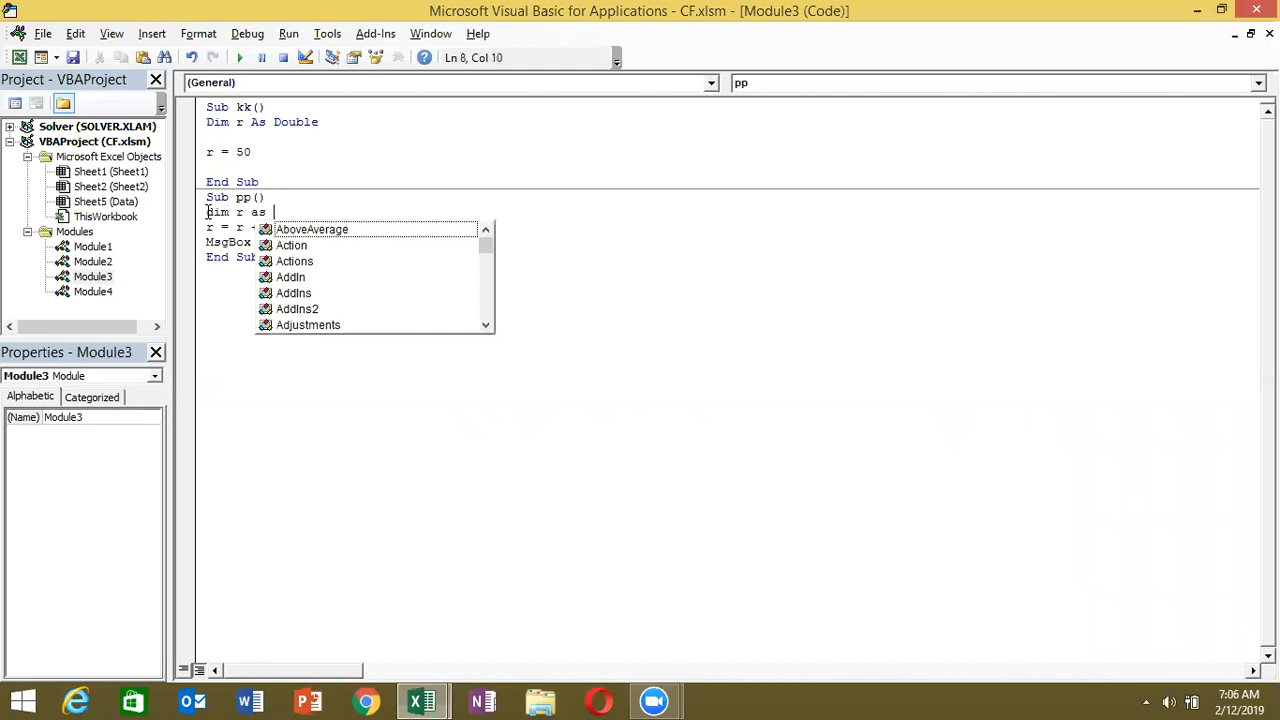 Microsoft Visual Basic for Applications - CF.xlsm - [Module3 (Code)]
File Edit View Insert Format Debug Run Tools Add-Ins Window Help
Ln 8, Col 10
Project - VBAProject
(General)
pp
Solver (SOLVER.XLAM)
VBAProject (CF.xlsm)
Microsoft Excel Objects
Sheet1 (Sheet1)
Sheet2 (Sheet2)
Sheet5 (Data)
ThisWorkbook
Modules
Module1
Module2
Module3
Module4
Properties - Module3
Module3 Module
Alphabetic Categorized
(Name) Module3
Sub kk()
Dim r As Double
r = 50
End Sub
Sub pp()
dim r as
r = r
MsgBox
End Sub
AboveAverage
Action
Actions
AddIn
AddIns
AddIns2
Adjustments
7:06 AM
2/12/2019